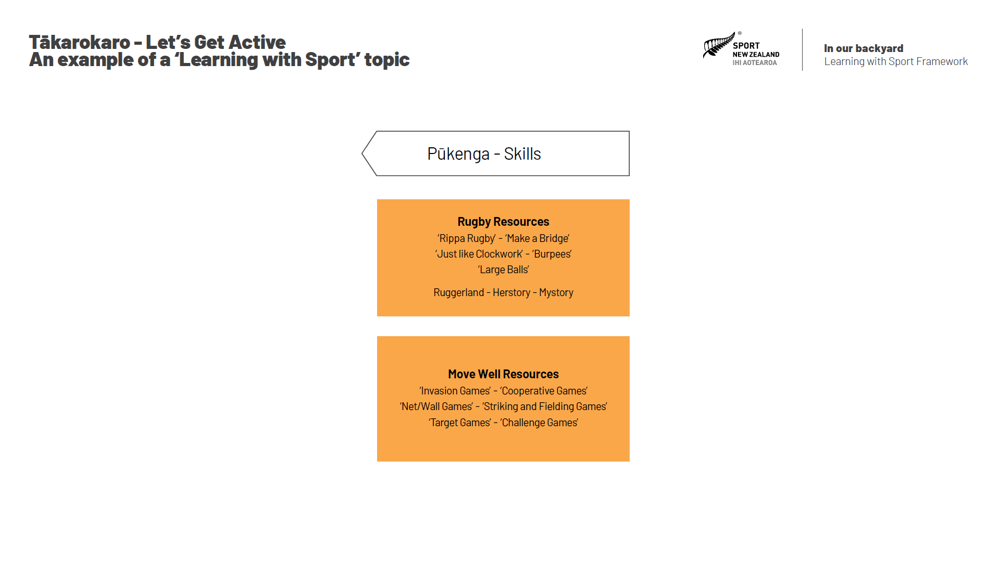 Tākarokaro - Let’s Get Active
An example of a ‘Learning with Sport’ topic
SPORT
NEW ZEALAND
IHI AOTEAROA
In our backyard
Learning with Sport Framework
Pūkenga - Skills
Rugby Resources
‘Rippa Rugby’ - ‘Make a Bridge’
‘Just like Clockwork’ - ‘Burpees’
‘Large Balls’
Ruggerland - Herstory - Mystory
Move Well Resources
‘Invasion Games’ - ‘Cooperative Games’
‘Net/Wall Games’ - ‘Striking and Fielding Games’
‘Target Games’ - ‘Challenge Games’